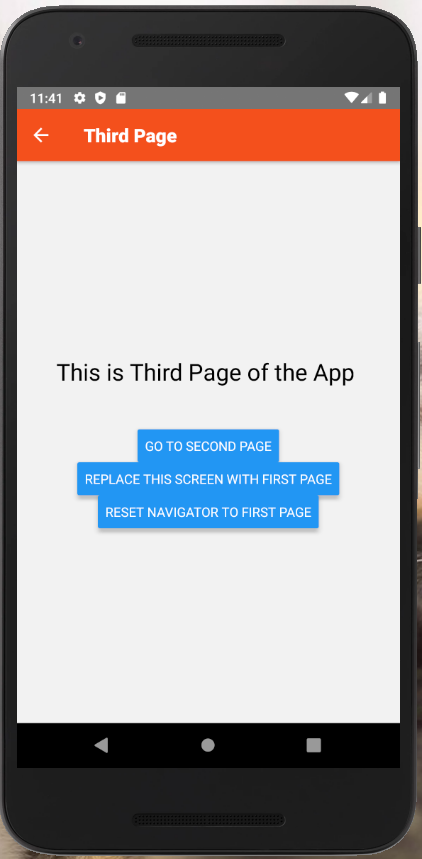 11:41
Third Page
This is Third Page of the App
GO TO SECOND PAGE
REPLACE THIS SCREEN WITH FIRST PAGE
RESET NAVIGATOR TO FIRST PAGE